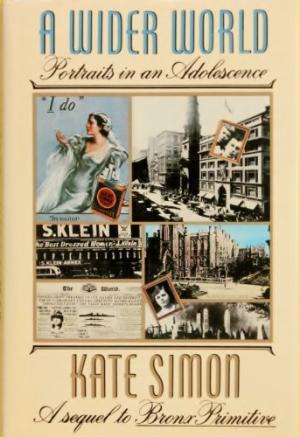 A WIDER WORLD
Portraits in an Adolescence
"I do"
S. KLEIN
The Best Dressed Women
S. KLEIN
The World.
KATE SIMON
A sequel to Bronx Primitive